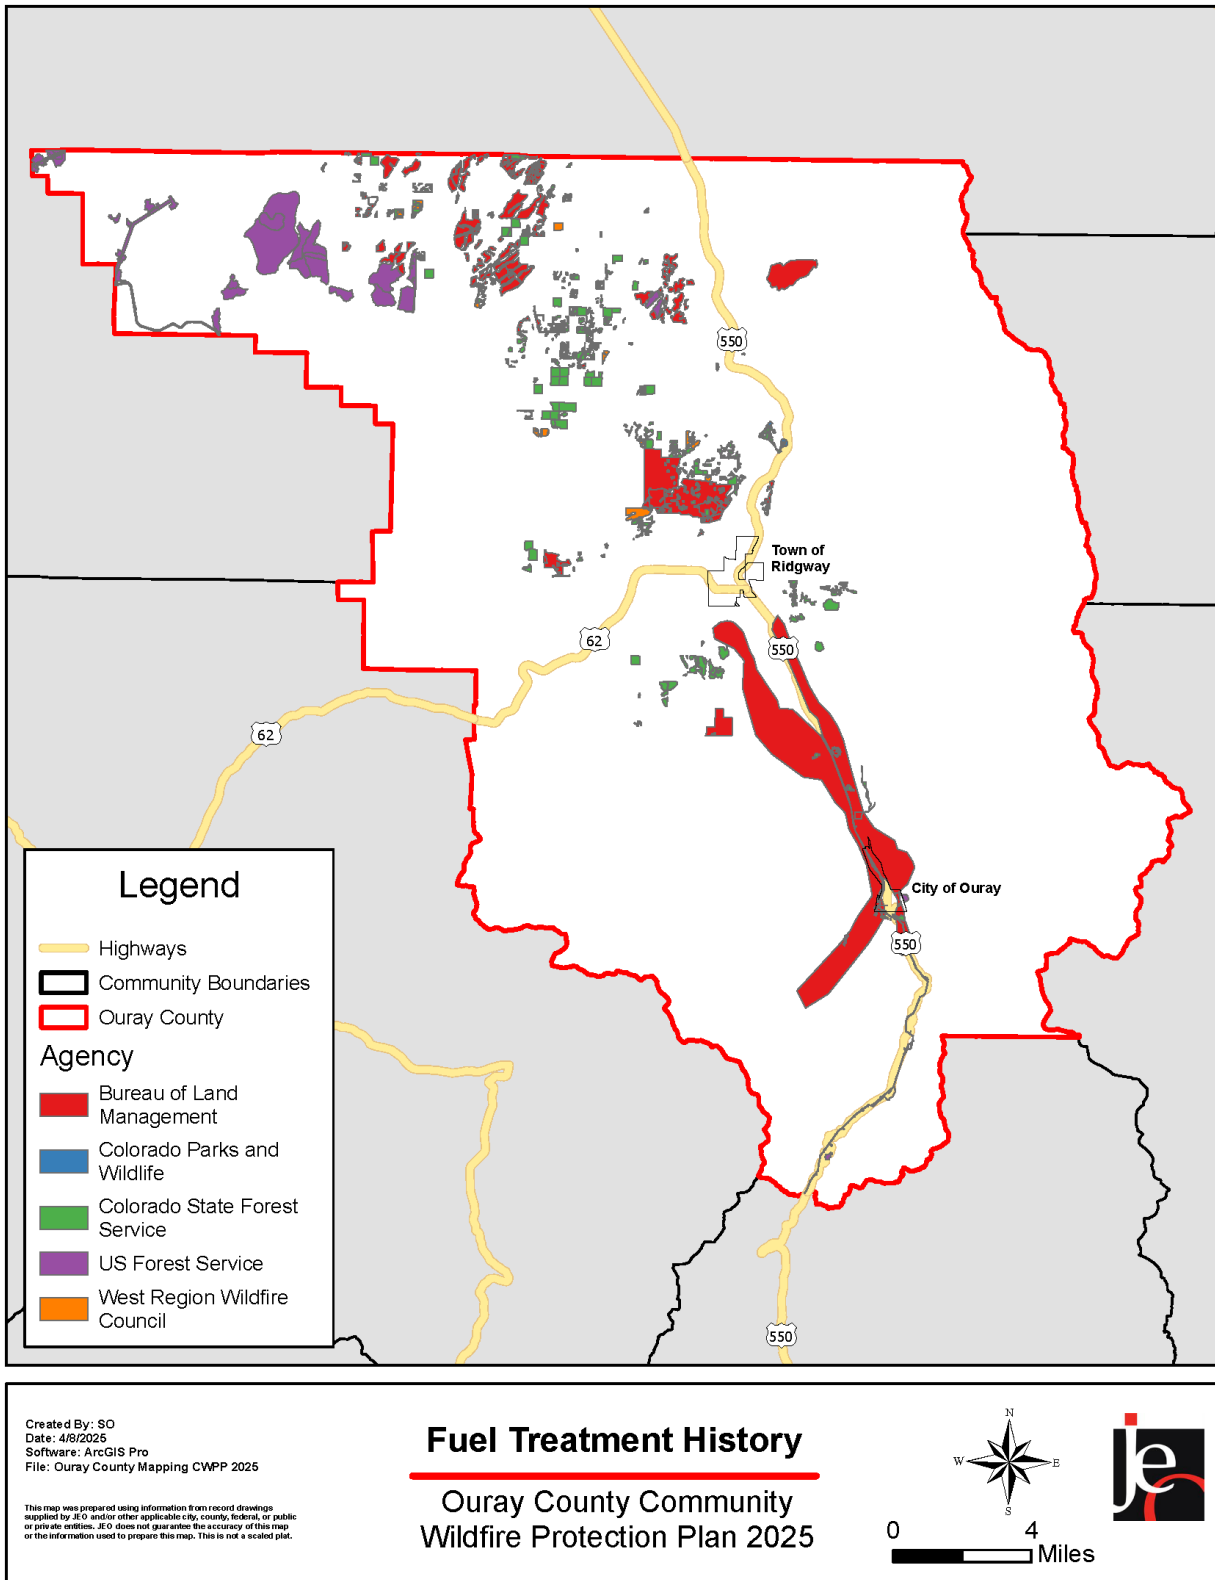 550
Town of
Ridgway
62
550
62
City of Ouray
550
550
Legend
Highways
Community Boundaries
Ouray County
Agency
Bureau of Land
Management
Colorado Parks and
Wildlife
Colorado State Forest
Service
US Forest Service
West Region Wildfire
Council
Created By: SO
Date: 4/8/2025
Software: ArcGIS Pro
File: Ouray County Mapping CWPP 2025
This map was prepared using information from record drawings
supplied by JEO and/or other applicable city, county, federal, or public
or private entities. JEO does not guarantee the accuracy of this map
or the information used to prepare this map. This is not a scaled plat.
Fuel Treatment History
Ouray County Community
Wildfire Protection Plan 2025
N
W
E
S
0 4
Miles
jeo